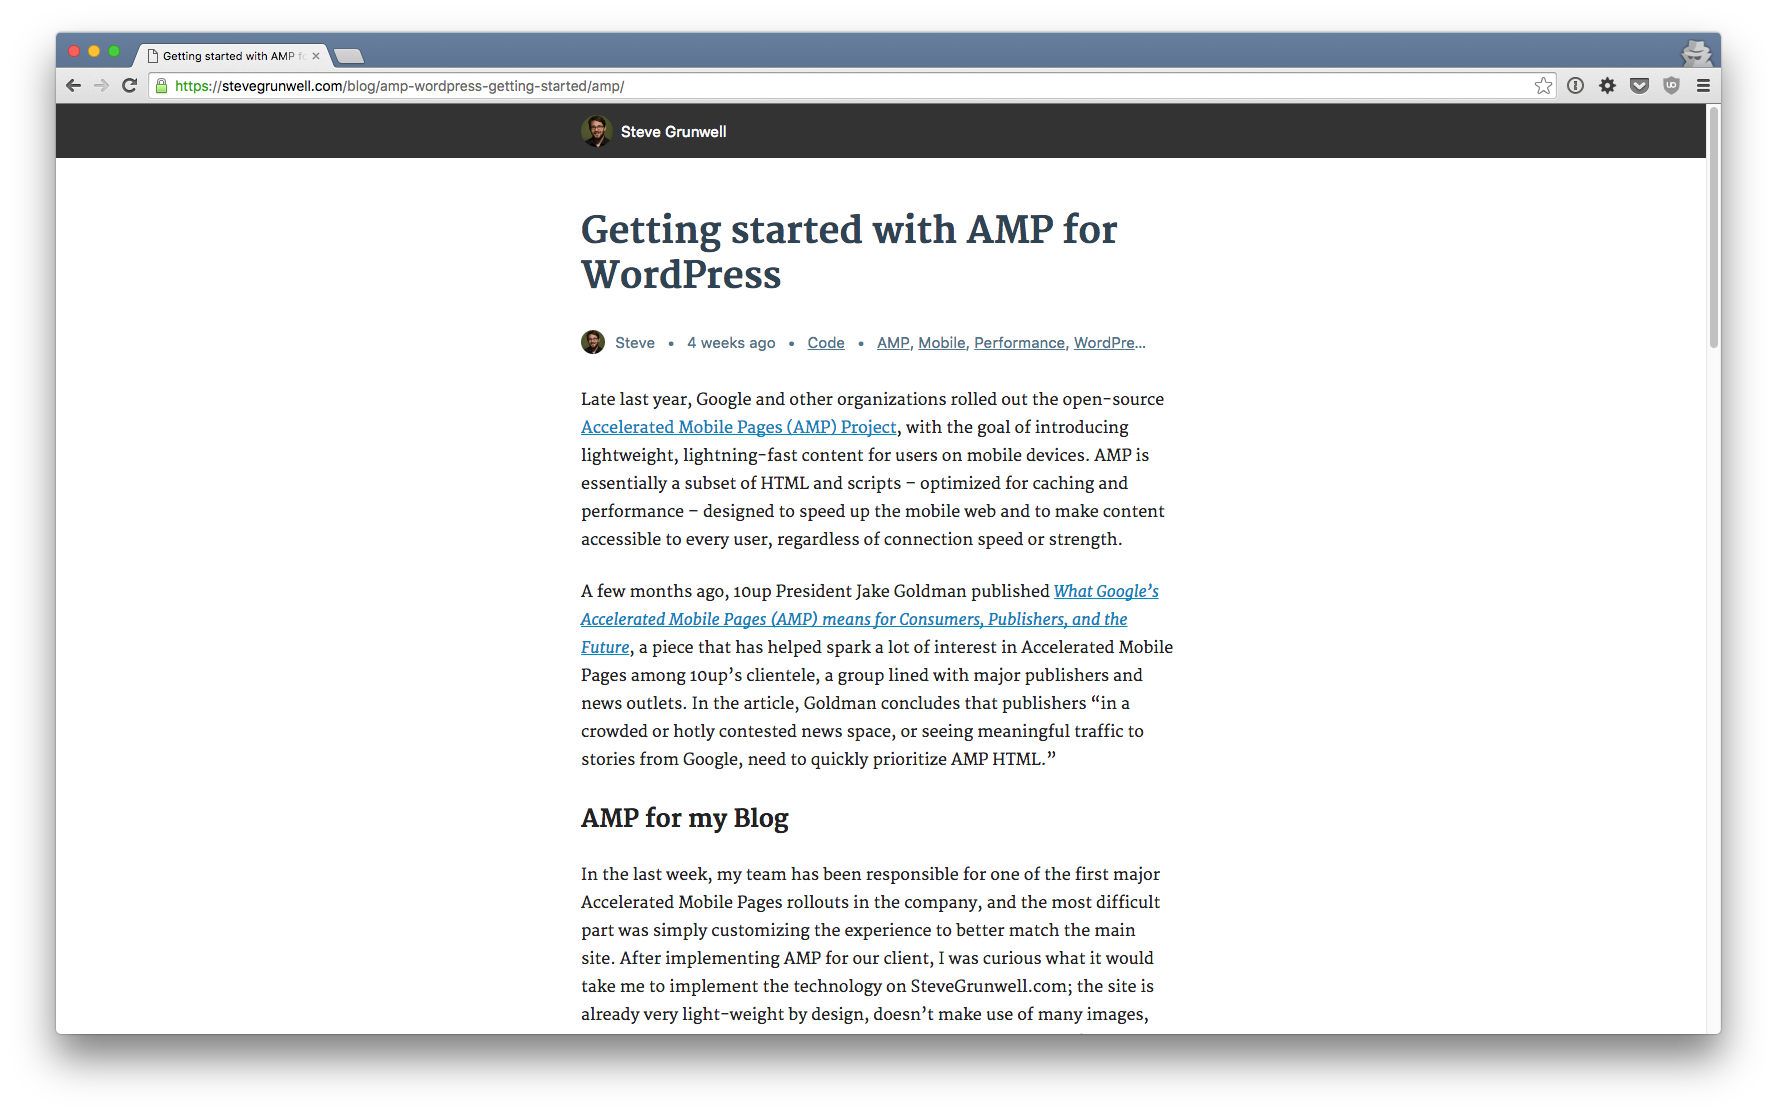 Getting started with AMP fo
https://stevegrunwell.com/blog/amp-wordpress-getting-started/amp/
Steve Grunwell
Getting started with AMP for
WordPress
Steve • 4 weeks ago • Code • AMP, Mobile, Performance, WordPre...
Late last year, Google and other organizations rolled out the open-source
Accelerated Mobile Pages (AMP) Project, with the goal of introducing
lightweight, lightning-fast content for users on mobile devices. AMP is
essentially a subset of HTML and scripts – optimized for caching and
performance – designed to speed up the mobile web and to make content
accessible to every user, regardless of connection speed or strength.
A few months ago, 10up President Jake Goldman published What Google’s
Accelerated Mobile Pages (AMP) means for Consumers, Publishers, and the
Future, a piece that has helped spark a lot of interest in Accelerated Mobile
Pages among 10up’s clientele, a group lined with major publishers and
news outlets. In the article, Goldman concludes that publishers “in a
crowded or hotly contested news space, or seeing meaningful traffic to
stories from Google, need to quickly prioritize AMP HTML.”
AMP for my Blog
In the last week, my team has been responsible for one of the first major
Accelerated Mobile Pages rollouts in the company, and the most difficult
part was simply customizing the experience to better match the main
site. After implementing AMP for our client, I was curious what it would
take me to implement the technology on SteveGrunwell.com; the site is
already very light-weight by design, doesn’t make use of many images,